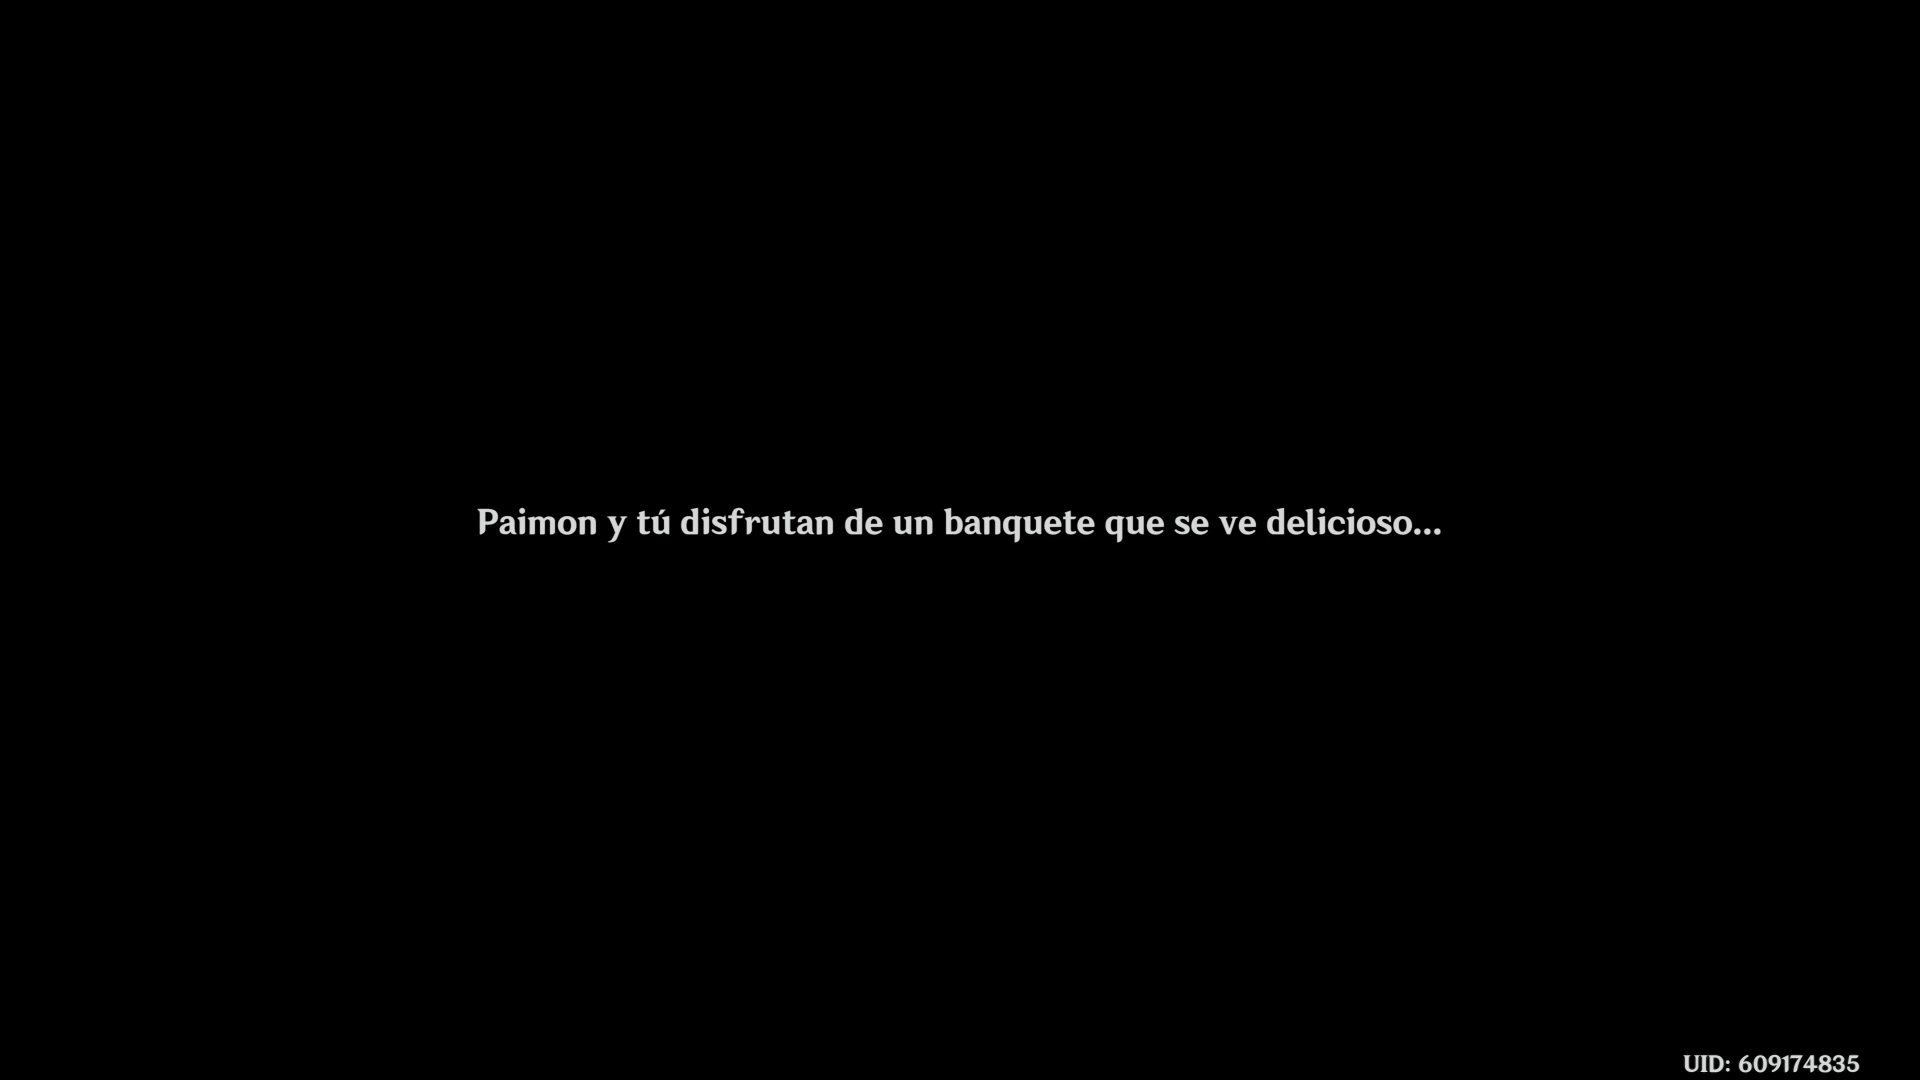 Paimon y tú disfrutan de un banquete que se ve delicioso...
UID: 609174835